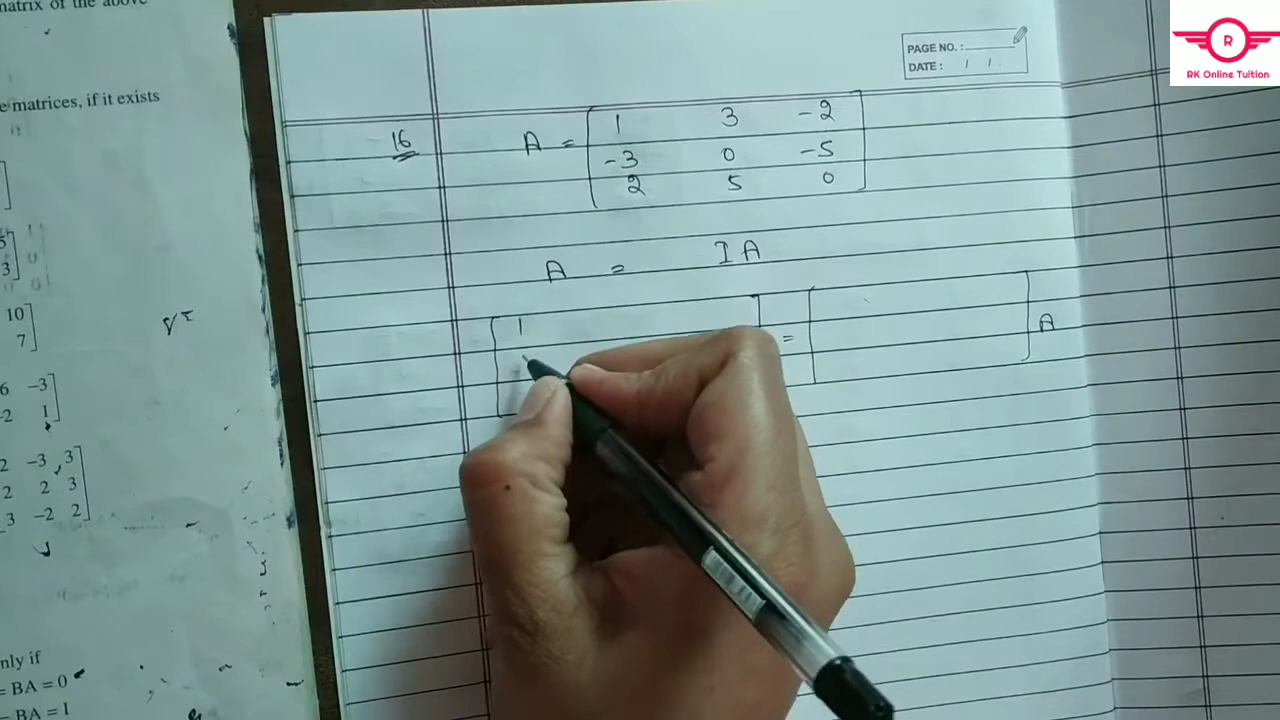 matrix of the above
e matrices, if it exists
10
7
6 -3
-2 1
2 -3 3
2 2 3
3 -2 2
nly if
= BA = 0
BA = I
PAGE NO. :
DATE :
R
RK Online Tuition
16
A = 1 3 -2
-3 0 -5
2 5 0
A = IA
1
= A